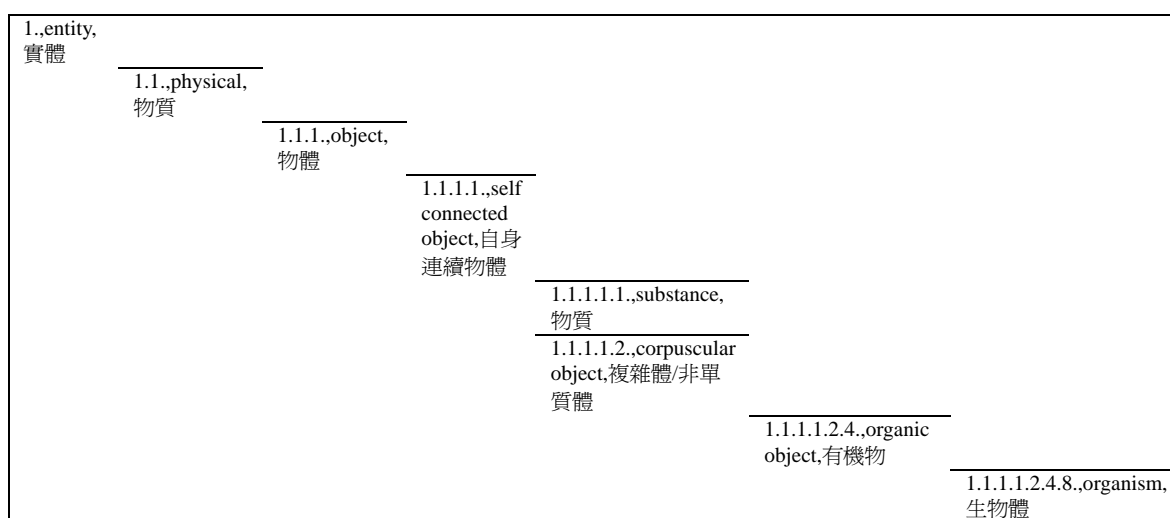 1.,entity,
實體
1.1.,physical,
物質
1.1.1.,object,
物體
1.1.1.1.,self
connected
object,自身
連續物體
1.1.1.1.1.,substance,
物質
1.1.1.1.2.,corpuscular
object,複雜體/非單
質體
1.1.1.1.2.4.,organic
object,有機物
1.1.1.1.2.4.8.,organism,
生物體